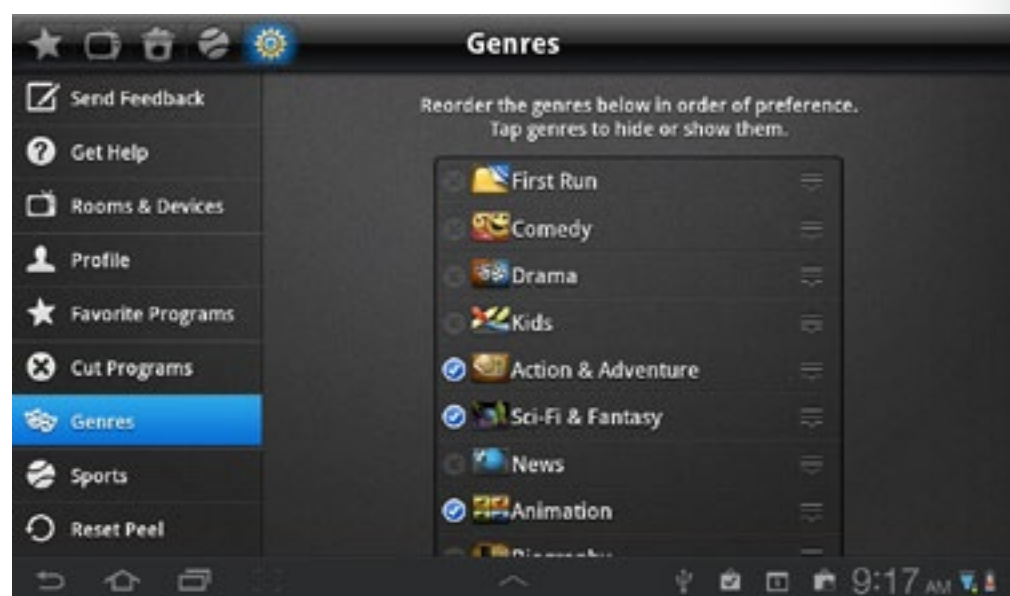 Genres
Send Feedback
Get Help
Rooms & Devices
Profile
Favorite Programs
Cut Programs
Genres
Sports
Reset Peel
Reorder the genres below in order of preference.
Tap genres to hide or show them.
First Run
Comedy
Drama
Kids
Action & Adventure
Sci-Fi & Fantasy
News
Animation
Biography
9:17 AM